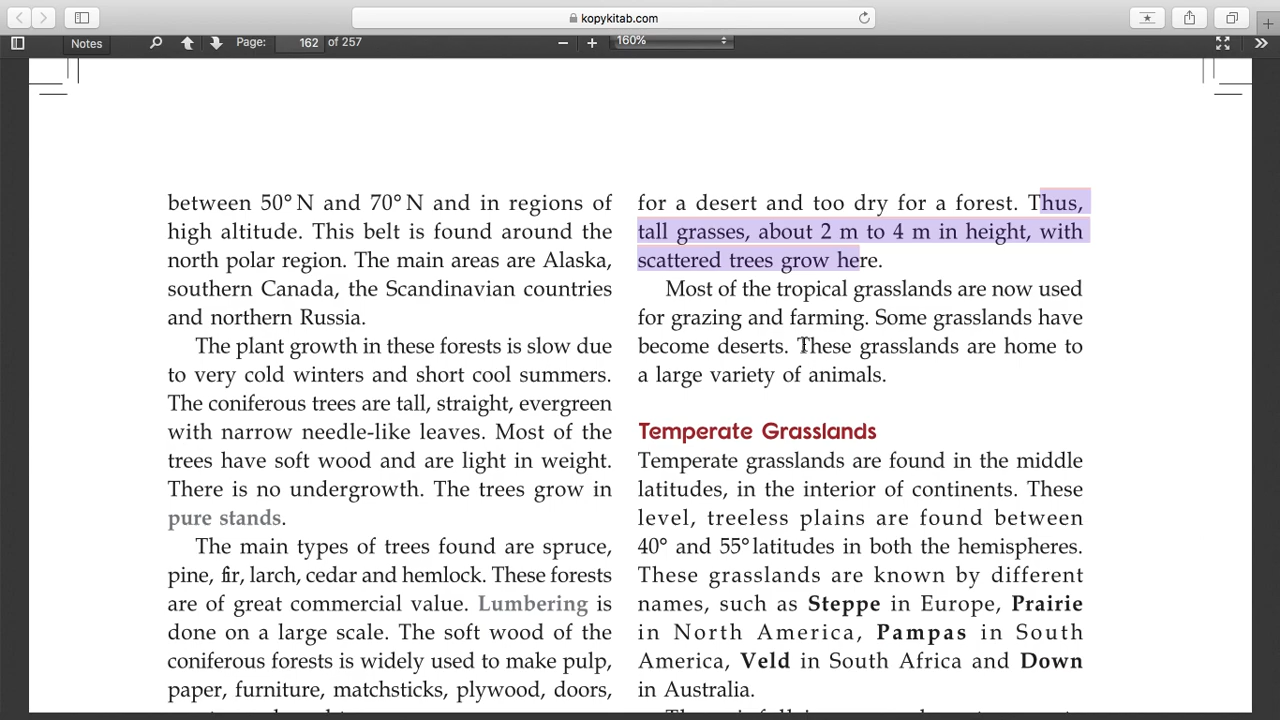 kopykitab.com
Notes
Page: 162 of 257
160%
between 50° N and 70° N and in regions of
high altitude. This belt is found around the
north polar region. The main areas are Alaska,
southern Canada, the Scandinavian countries
and northern Russia.
The plant growth in these forests is slow due
to very cold winters and short cool summers.
The coniferous trees are tall, straight, evergreen
with narrow needle-like leaves. Most of the
trees have soft wood and are light in weight.
There is no undergrowth. The trees grow in
pure stands.
The main types of trees found are spruce,
pine, fir, larch, cedar and hemlock. These forests
are of great commercial value. Lumbering is
done on a large scale. The soft wood of the
coniferous forests is widely used to make pulp,
paper, furniture, matchsticks, plywood, doors,
for a desert and too dry for a forest. Thus,
tall grasses, about 2 m to 4 m in height, with
scattered trees grow here.
Most of the tropical grasslands are now used
for grazing and farming. Some grasslands have
become deserts. These grasslands are home to
a large variety of animals.
Temperate Grasslands
Temperate grasslands are found in the middle
latitudes, in the interior of continents. These
level, treeless plains are found between
40° and 55° latitudes in both the hemispheres.
These grasslands are known by different
names, such as Steppe in Europe, Prairie
in North America, Pampas in South
America, Veld in South Africa and Down
in Australia.